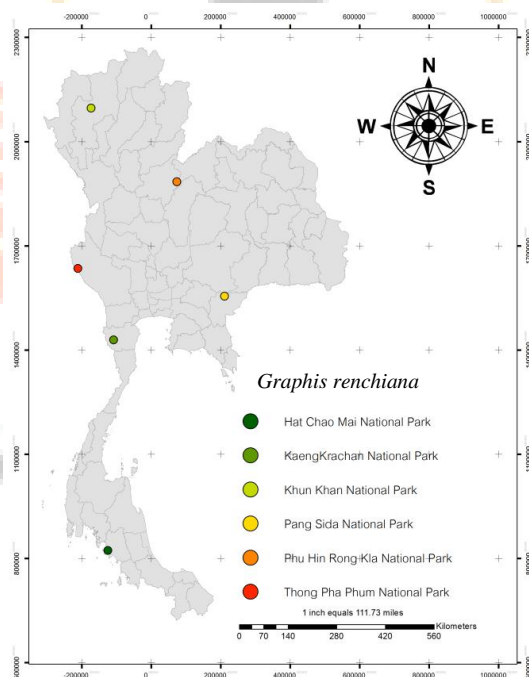 -200000 0 200000 400000 600000 800000 1000000
2300000
2000000
1700000 1700000
1400000 1400000
1100000
800000
N
W E
S
Graphis renchiana
Hat Chao Mai National Park
KaengKrachan National Park
Khun Khan National Park
Pang Sida National Park
Phu Hin Rong-Kla National Park
Thong Pha Phum National Park
1 inch equals 111.73 miles
Kilometers
0 70 140 280 420 560
-200000 0 200000 400000 600000 800000 1000000